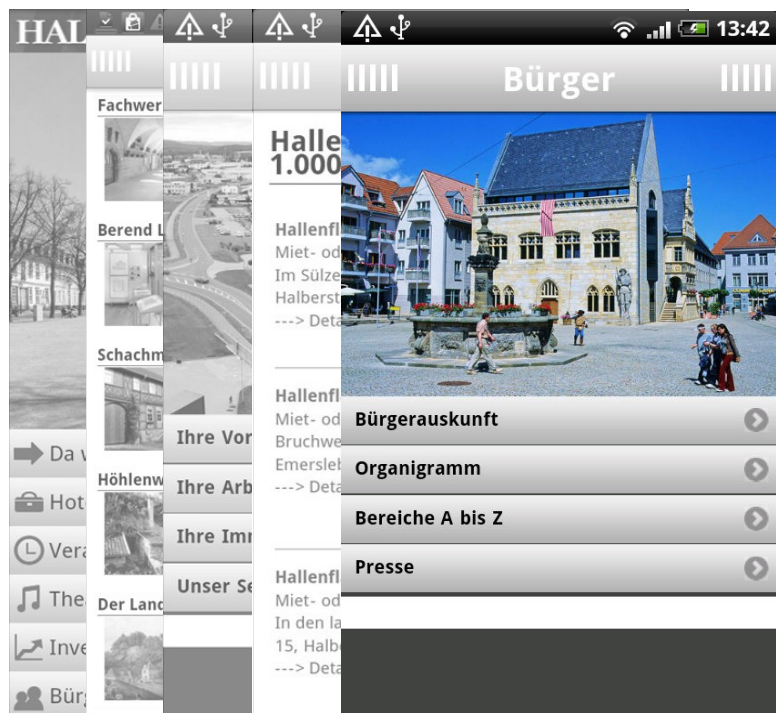 HAL
Da
Hot
Vera
The
Inve
Bür
Fachwer
Berend L
Schachm
Höhlenw
Der Land
Ihre Vor
Ihre Arb
Ihre Imm
Unser Se
Halle
1.000
Hallenfl
Miet- od
Im Sülze
Halberst
---> Deta
Hallenfl
Miet- od
Bruchwe
Emersleb
---> Deta
Hallenfl
Miet- od
In den la
15, Halb
---> Deta
13:42
Bürger
Bürgerauskunft
Organigramm
Bereiche A bis Z
Presse